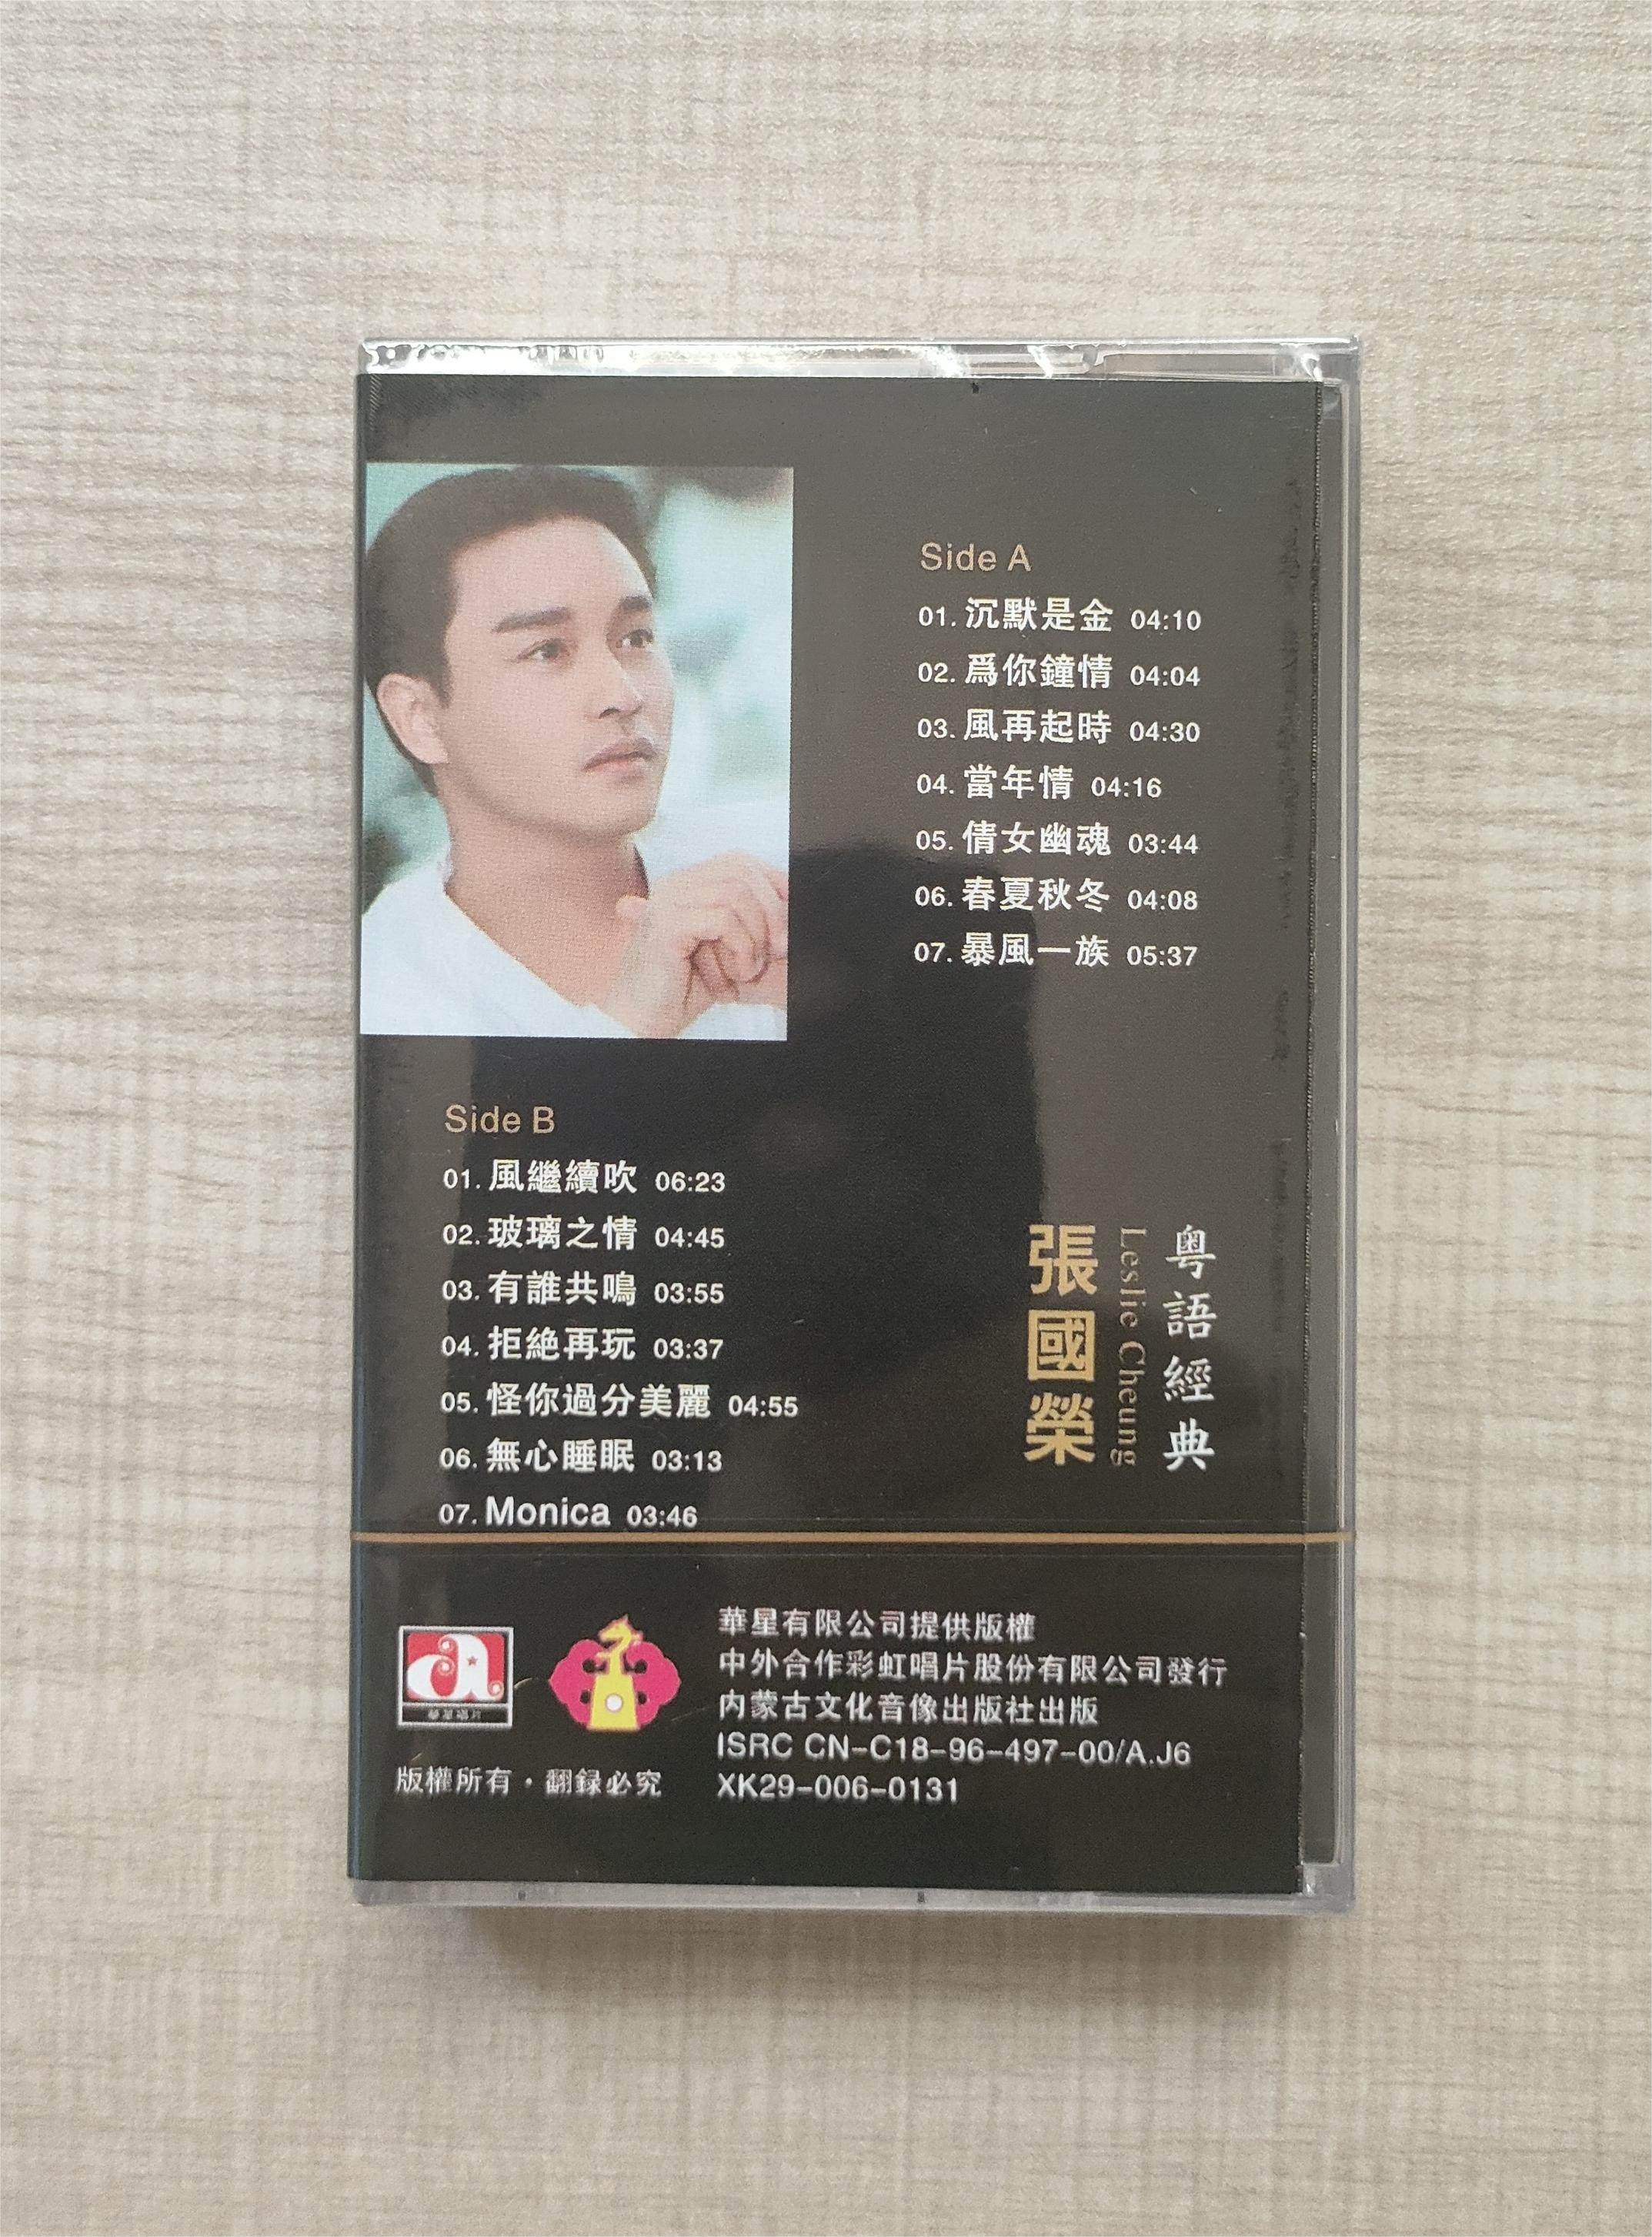 Side A
01. 沉默是金 04:10
02. 爲你鐘情 04:04
03. 風再起時 04:30
04. 當年情 04:16
05. 倩女幽魂 03:44
06. 春夏秋冬 04:08
07. 暴風一族 05:37
Side B
01. 風繼續吹 06:23
02. 玻璃之情 04:45
03. 有誰共鳴 03:55
04. 拒絶再玩 03:37
05. 怪你過分美麗 04:55
06. 無心睡眠 03:13
07. Monica 03:46
粵語經典
Leslie Cheung
張國榮
a
華星唱片
版權所有·翻録必究
華星有限公司提供版權
中外合作彩虹唱片股份有限公司發行
内蒙古文化音像出版社出版
ISRC CN-C18-96-497-00/A.J6
XK29-006-0131